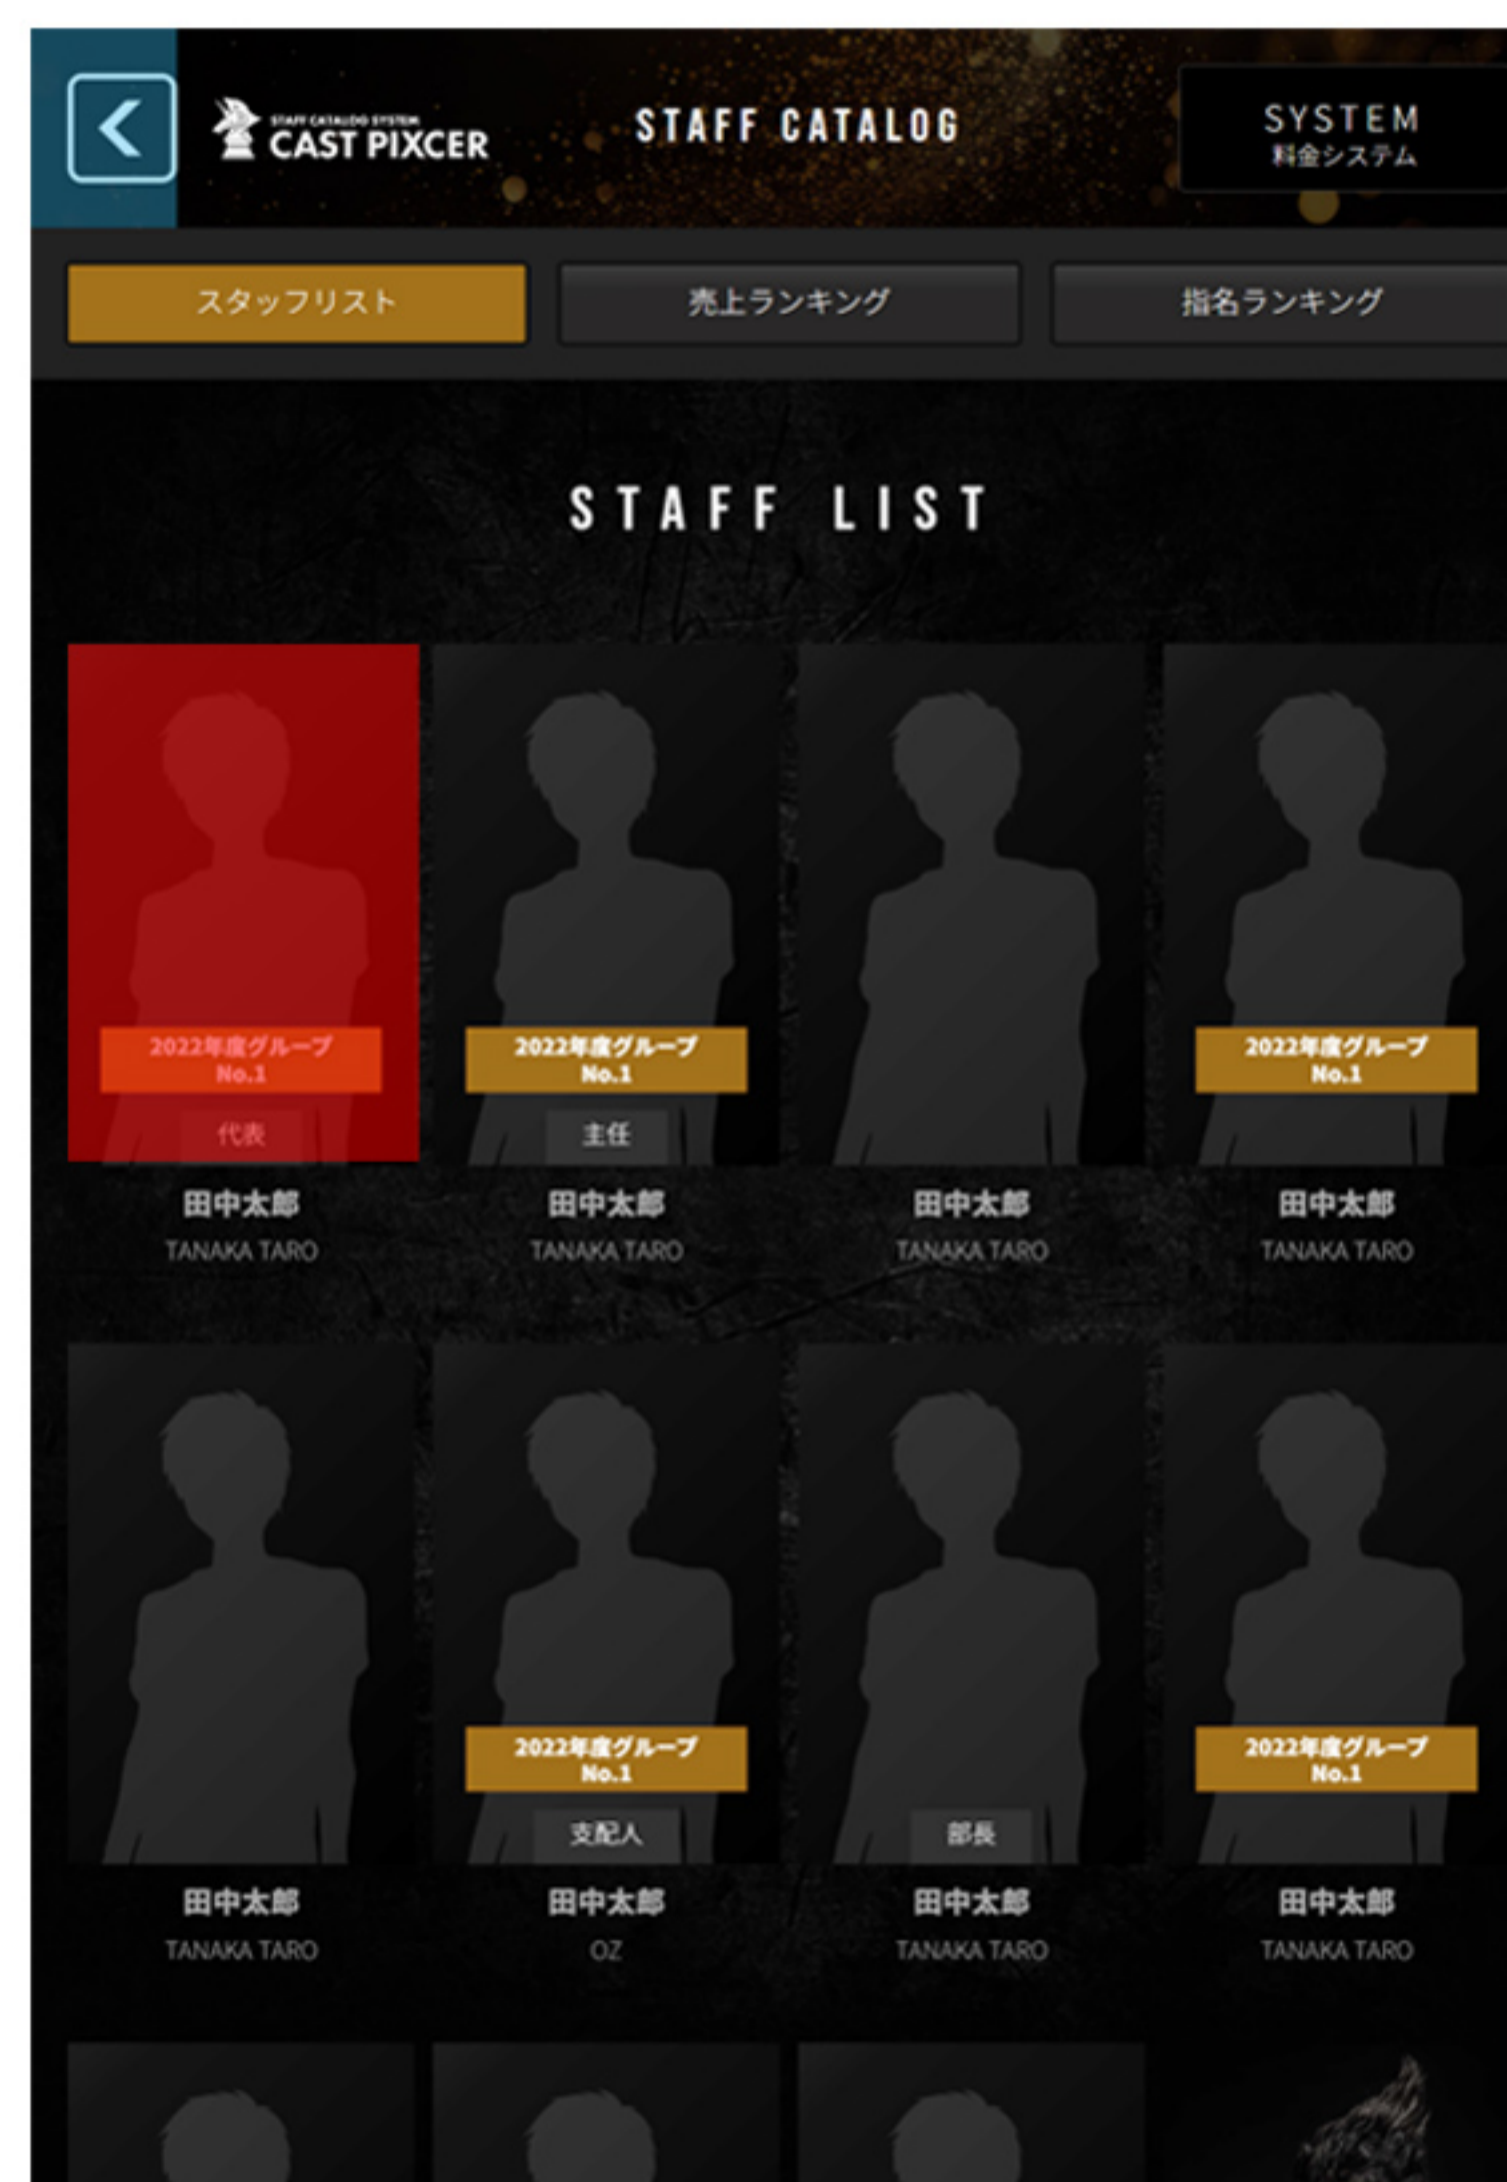 STAFF CATALOG SYSTEM
CAST PIXCER
STAFF CATALOG
SYSTEM
料金システム
スタッフリスト
売上ランキング
指名ランキング
STAFF LIST
2022年度グループ
No.1
代表
田中太郎
TANAKA TARO
2022年度グループ
No.1
主任
田中太郎
TANAKA TARO
田中太郎
TANAKA TARO
2022年度グループ
No.1
田中太郎
TANAKA TARO
田中太郎
TANAKA TARO
2022年度グループ
No.1
支配人
田中太郎
OZ
部長
田中太郎
TANAKA TARO
2022年度グループ
No.1
田中太郎
TANAKA TARO